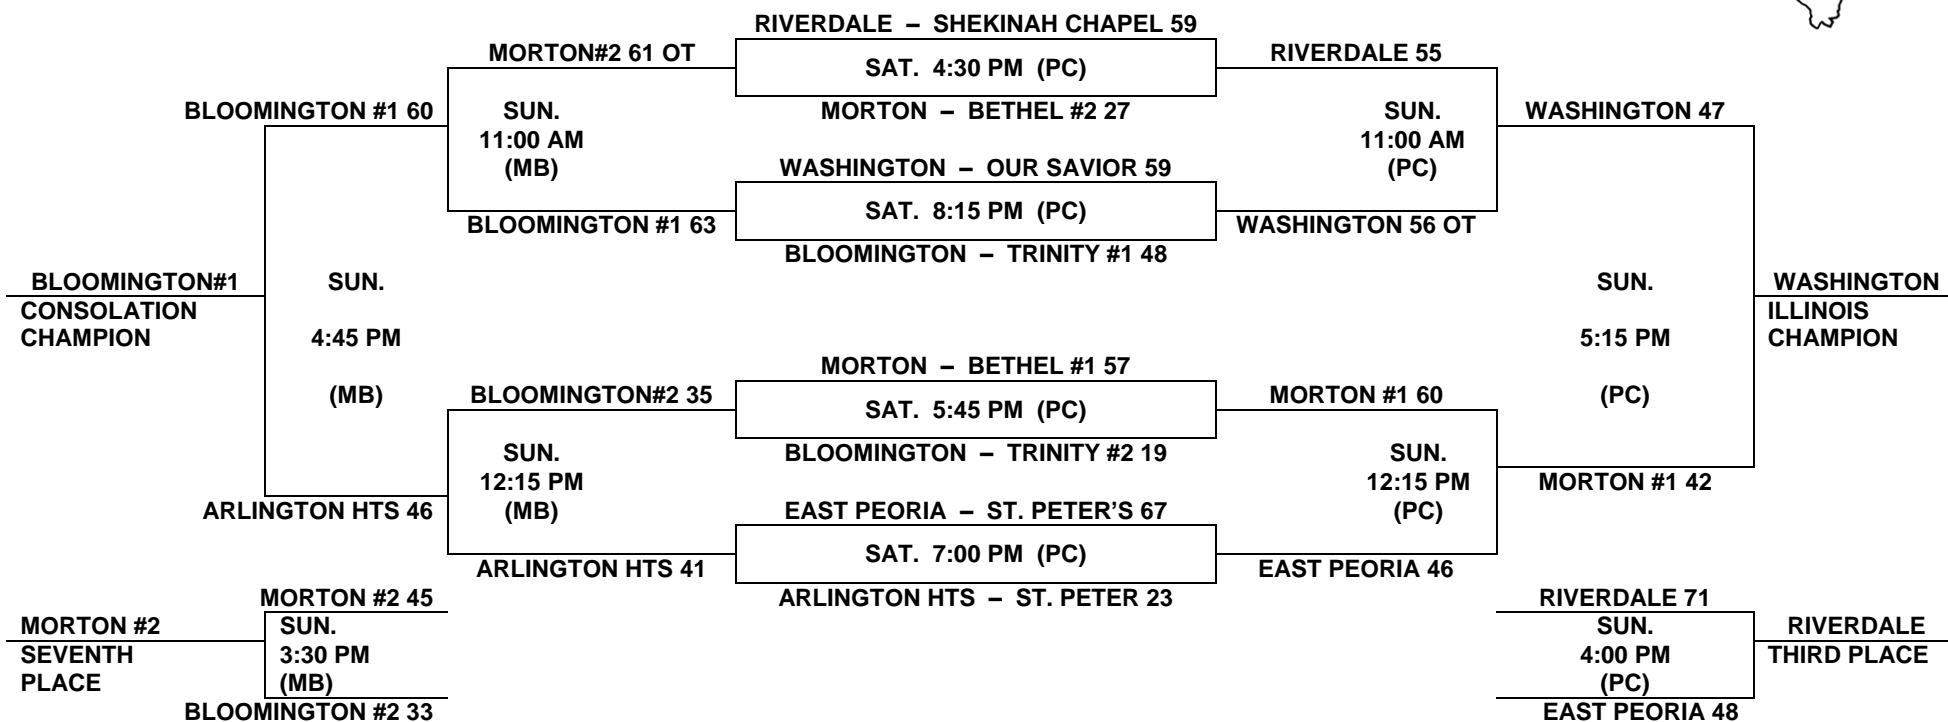 RIVERDALE – SHEKINAH CHAPEL 59
MORTON#2 61 OT
SAT. 4:30 PM (PC)
RIVERDALE 55
BLOOMINGTON #1 60
SUN.
11:00 AM
(MB)
MORTON – BETHEL #2 27
SUN.
11:00 AM
(PC)
WASHINGTON 47
WASHINGTON – OUR SAVIOR 59
SAT. 8:15 PM (PC)
BLOOMINGTON #1 63
WASHINGTON 56 OT
BLOOMINGTON – TRINITY #1 48
BLOOMINGTON#1
CONSOLATION
CHAMPION
SUN.
4:45 PM
(MB)
SUN.
5:15 PM
(PC)
WASHINGTON
ILLINOIS
CHAMPION
MORTON – BETHEL #1 57
BLOOMINGTON#2 35
SAT. 5:45 PM (PC)
MORTON #1 60
BLOOMINGTON – TRINITY #2 19
SUN.
12:15 PM
(MB)
SUN.
12:15 PM
(PC)
MORTON #1 42
ARLINGTON HTS 46
EAST PEORIA – ST. PETER’S 67
SAT. 7:00 PM (PC)
ARLINGTON HTS 41
EAST PEORIA 46
ARLINGTON HTS – ST. PETER 23
MORTON #2 45
MORTON #2
SEVENTH
PLACE
SUN.
3:30 PM
(MB)
BLOOMINGTON #2 33
RIVERDALE 71
SUN.
4:00 PM
(PC)
RIVERDALE
THIRD PLACE
EAST PEORIA 48